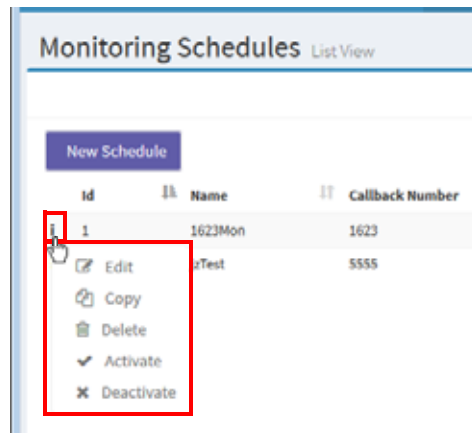 Monitoring Schedules List View
New Schedule
Id Name Callback Number
1 1623Mon 1623
zTest 5555
Edit
Copy
Delete
Activate
Deactivate